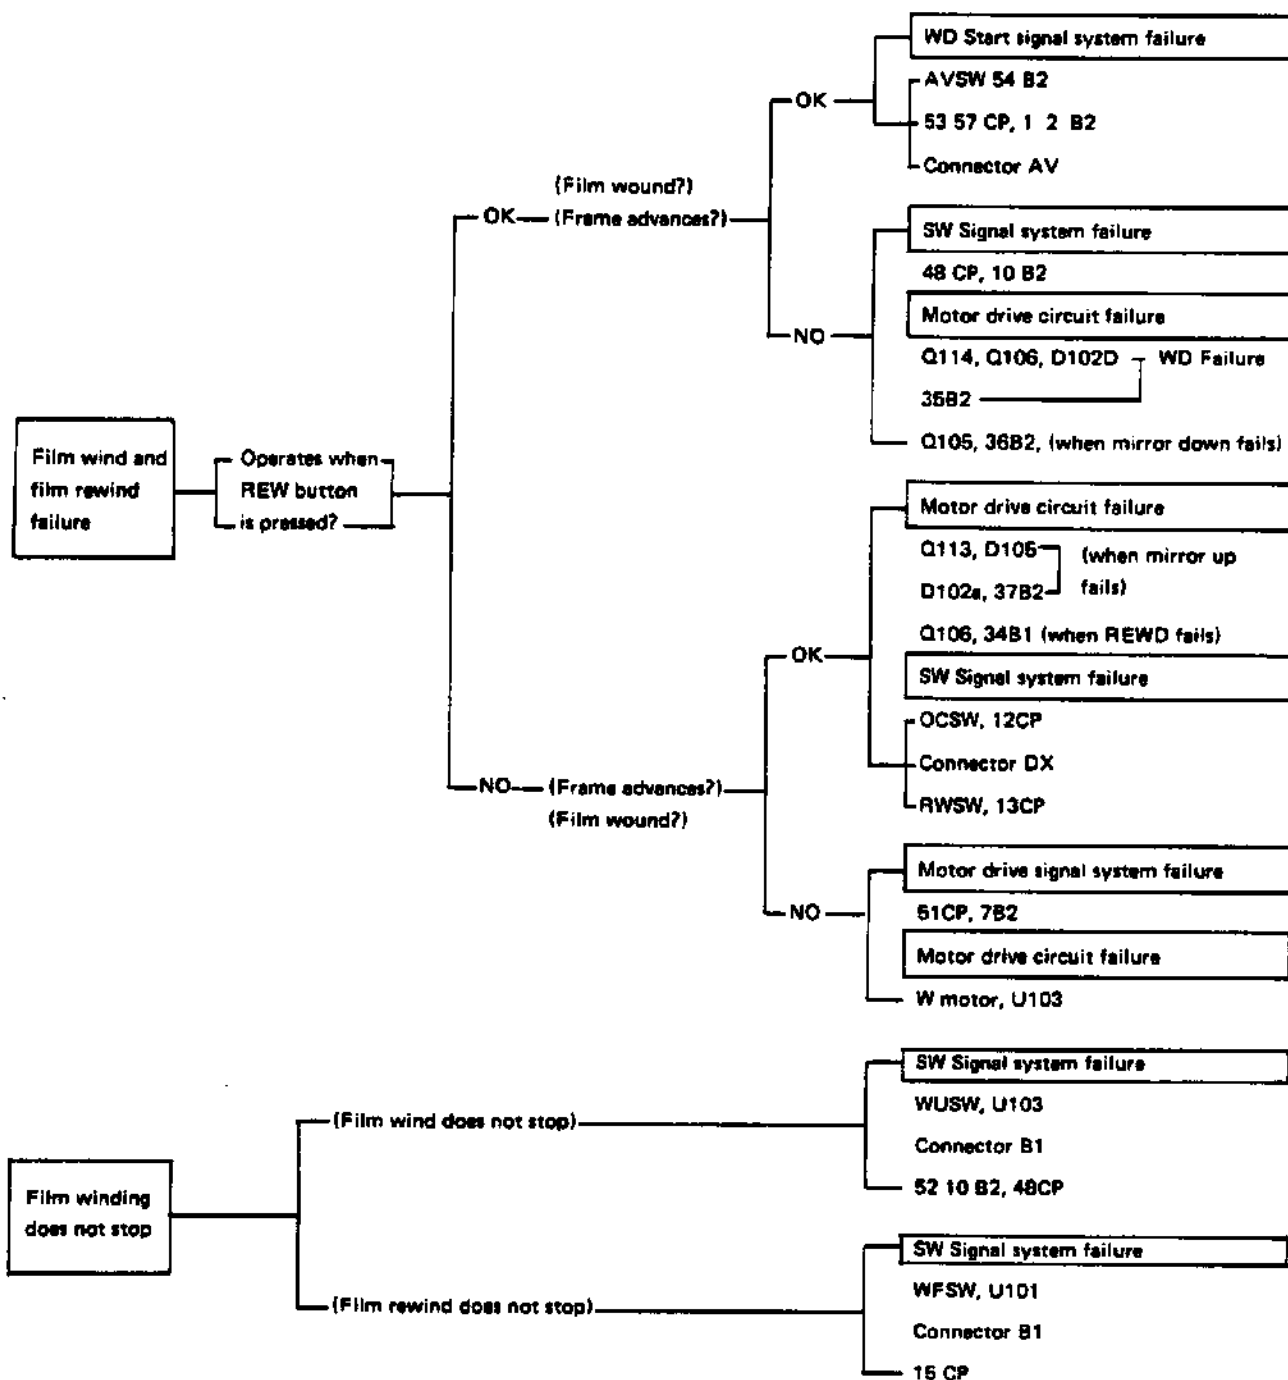 WD Start signal system failure
AVSW 54 B2
OK
53 57 CP, 1 2 B2
Connector AV
(Film wound?)
OK (Frame advances?)
SW Signal system failure
48 CP, 10 B2
Motor drive circuit failure
NO
Q114, Q106, D102D WD Failure
35B2
Q105, 36B2, (when mirror down fails)
Film wind and
film rewind
failure
Operates when
REW button
is pressed?
Motor drive circuit failure
Q113, D105 (when mirror up
D102a, 37B2 fails)
Q106, 34B1 (when REWD fails)
OK
SW Signal system failure
OCSW, 12CP
Connector DX
RWSW, 13CP
NO (Frame advances?)
(Film wound?)
Motor drive signal system failure
NO
51CP, 7B2
Motor drive circuit failure
W motor, U103
SW Signal system failure
(Film wind does not stop)
WUSW, U103
Connector B1
52 10 B2, 48CP
Film winding
does not stop
SW Signal system failure
(Film rewind does not stop)
WFSW, U101
Connector B1
15 CP